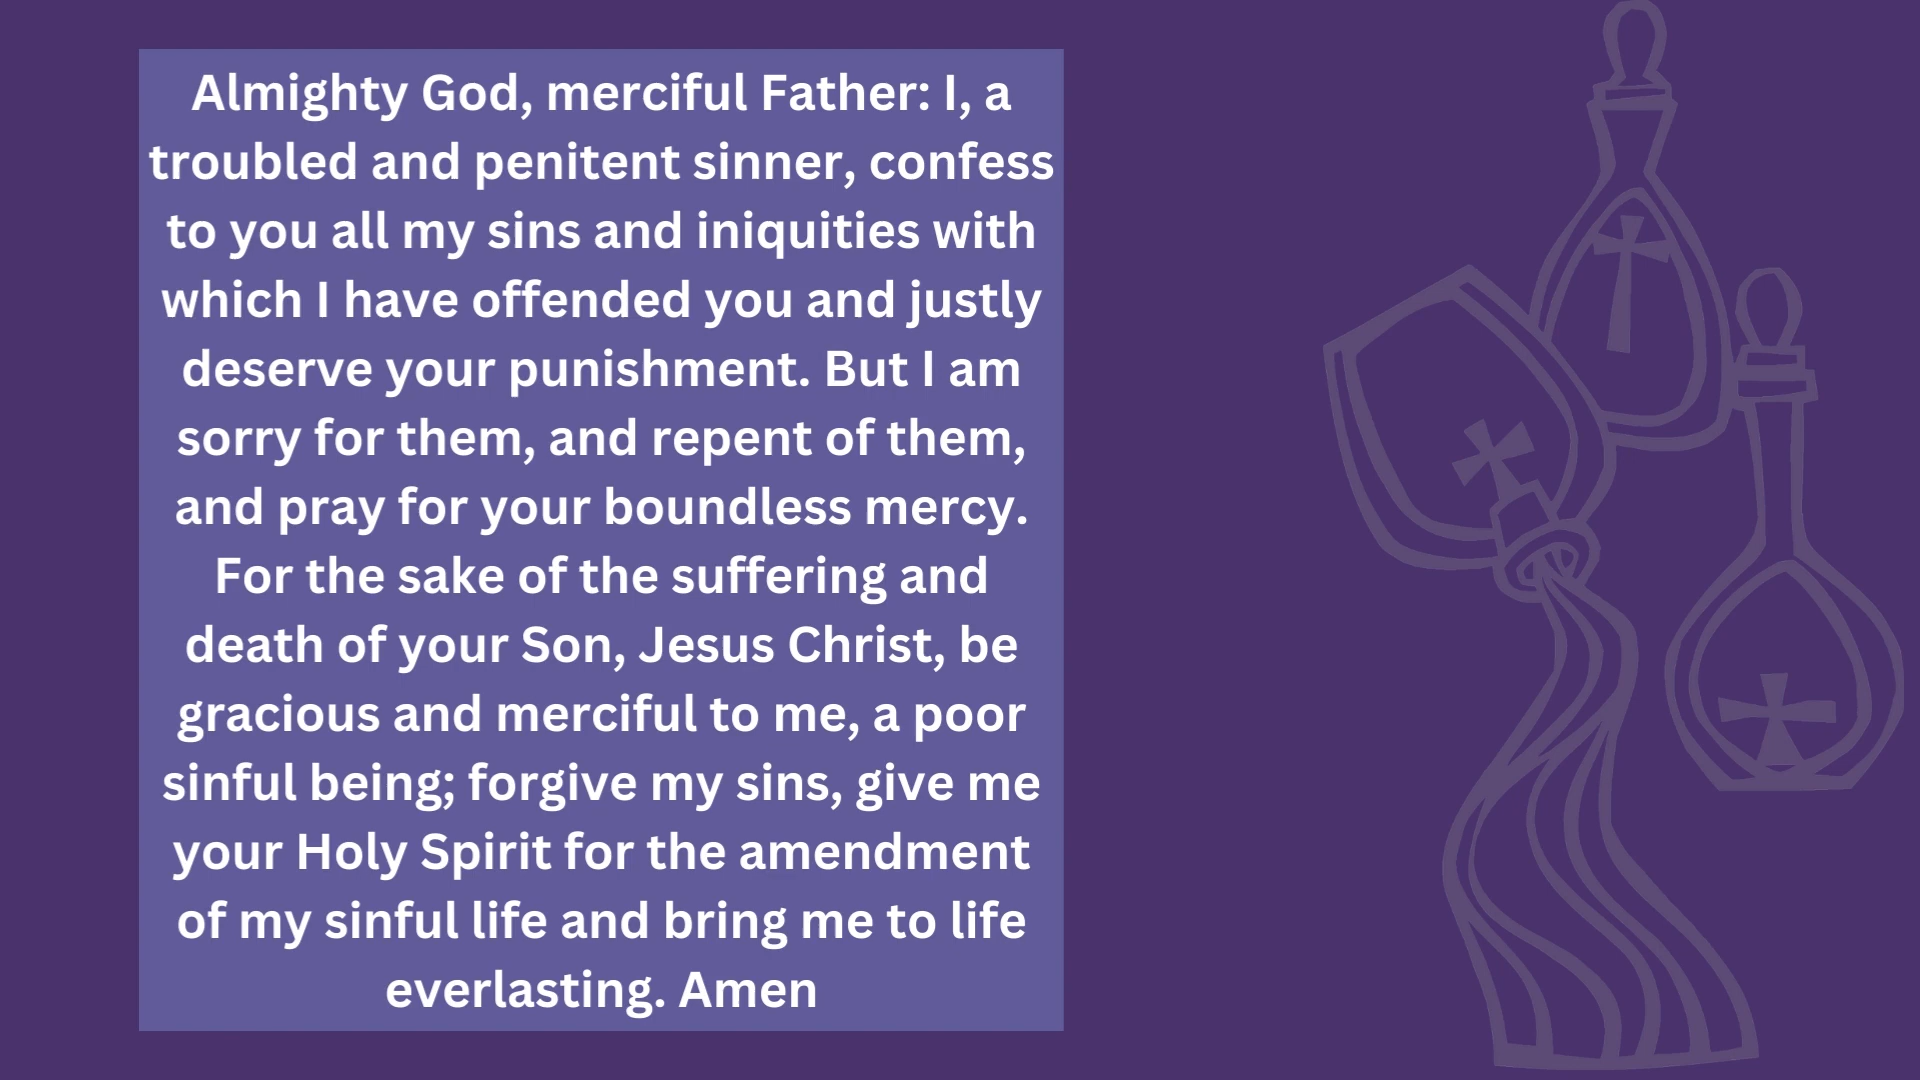 Almighty God, merciful Father: I, a
troubled and penitent sinner, confess
to you all my sins and iniquities with
which I have offended you and justly
deserve your punishment. But I am
sorry for them, and repent of them,
and pray for your boundless mercy.
For the sake of the suffering and
death of your Son, Jesus Christ, be
gracious and merciful to me, a poor
sinful being; forgive my sins, give me
your Holy Spirit for the amendment
of my sinful life and bring me to life
everlasting. Amen